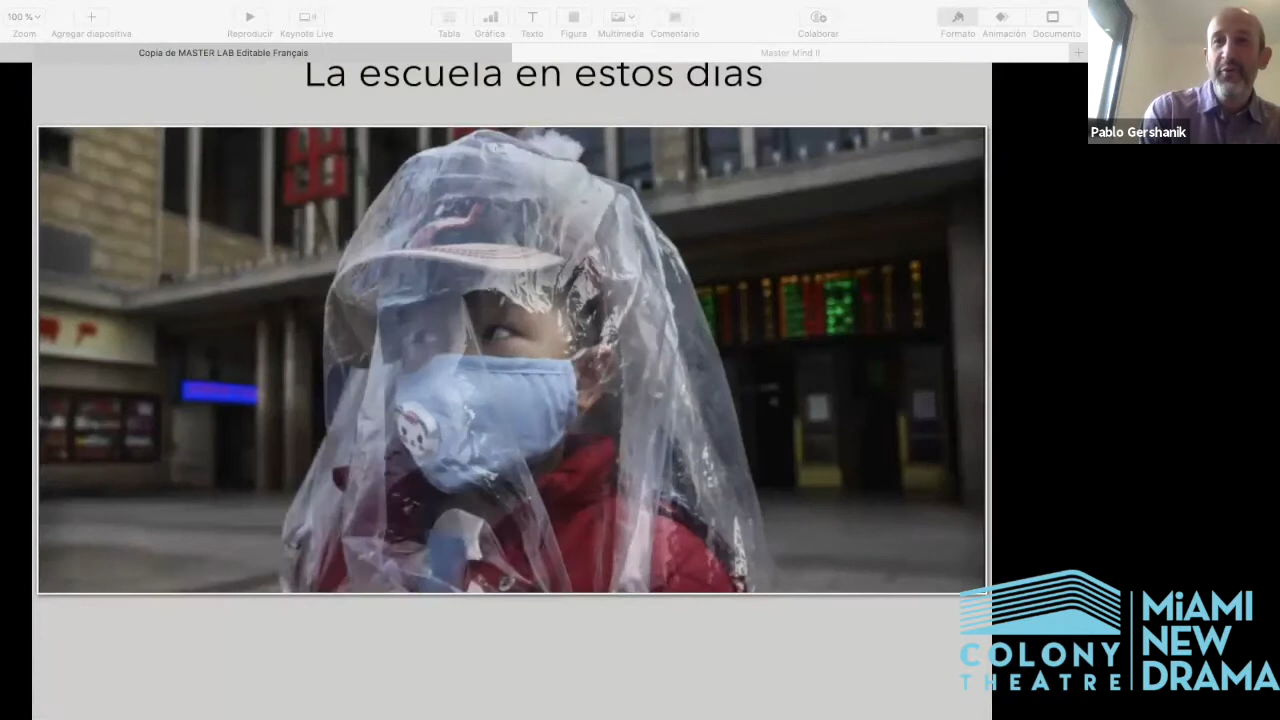 100 %
Zoom
Agregar diapositiva
Reproducir
Keynote Live
Tabla
Gráfica
Texto
Figura
Multimedia
Comentario
Colaborar
Formato
Animación
Documento
Copia de MASTER LAB Editable Français
Master Mind II
La escuela en estos días
Pablo Gershanik
COLONY
THEATRE
MiAMI
NEW
DRAMA